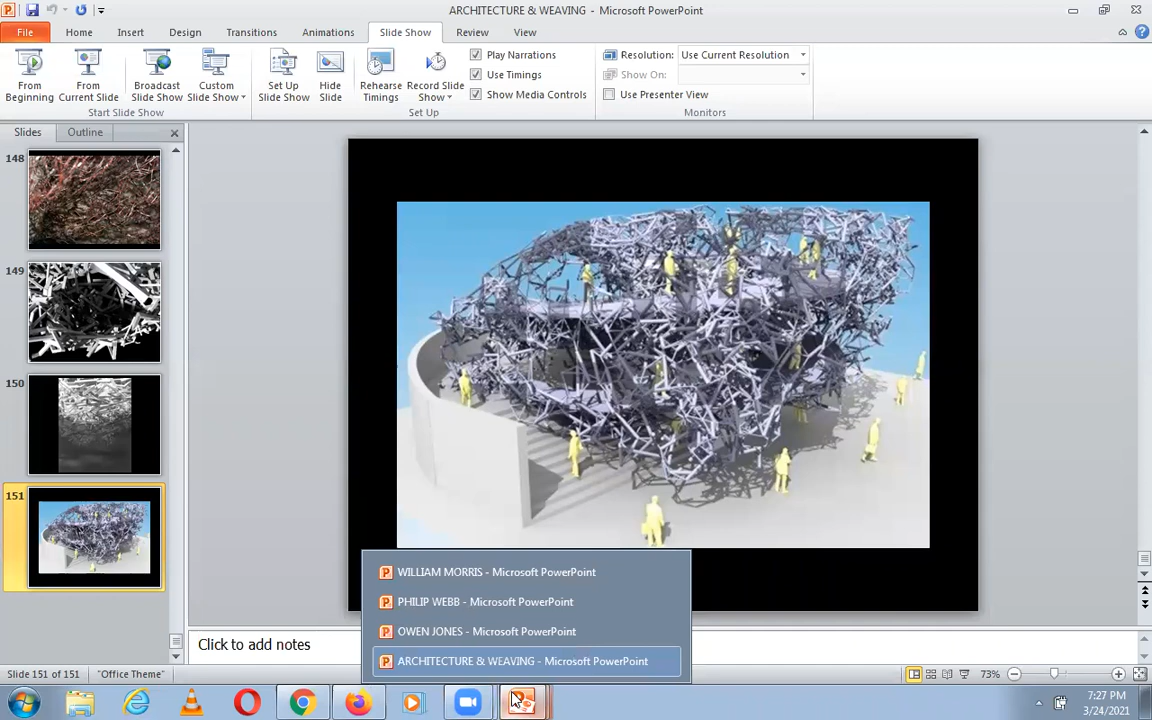 ARCHITECTURE & WEAVING - Microsoft PowerPoint
File Home Insert Design Transitions Animations Slide Show Review View
From Beginning
From Current Slide
Broadcast Slide Show
Custom Slide Show
Start Slide Show
Set Up Slide Show
Hide Slide
Rehearse Timings
Record Slide Show
Play Narrations
Use Timings
Show Media Controls
Set Up
Resolution: Use Current Resolution
Show On:
Use Presenter View
Monitors
Slides Outline
148
149
150
151
WILLIAM MORRIS - Microsoft PowerPoint
PHILIP WEBB - Microsoft PowerPoint
OWEN JONES - Microsoft PowerPoint
ARCHITECTURE & WEAVING - Microsoft PowerPoint
Click to add notes
Slide 151 of 151 "Office Theme" 73%
7:27 PM
3/24/2021